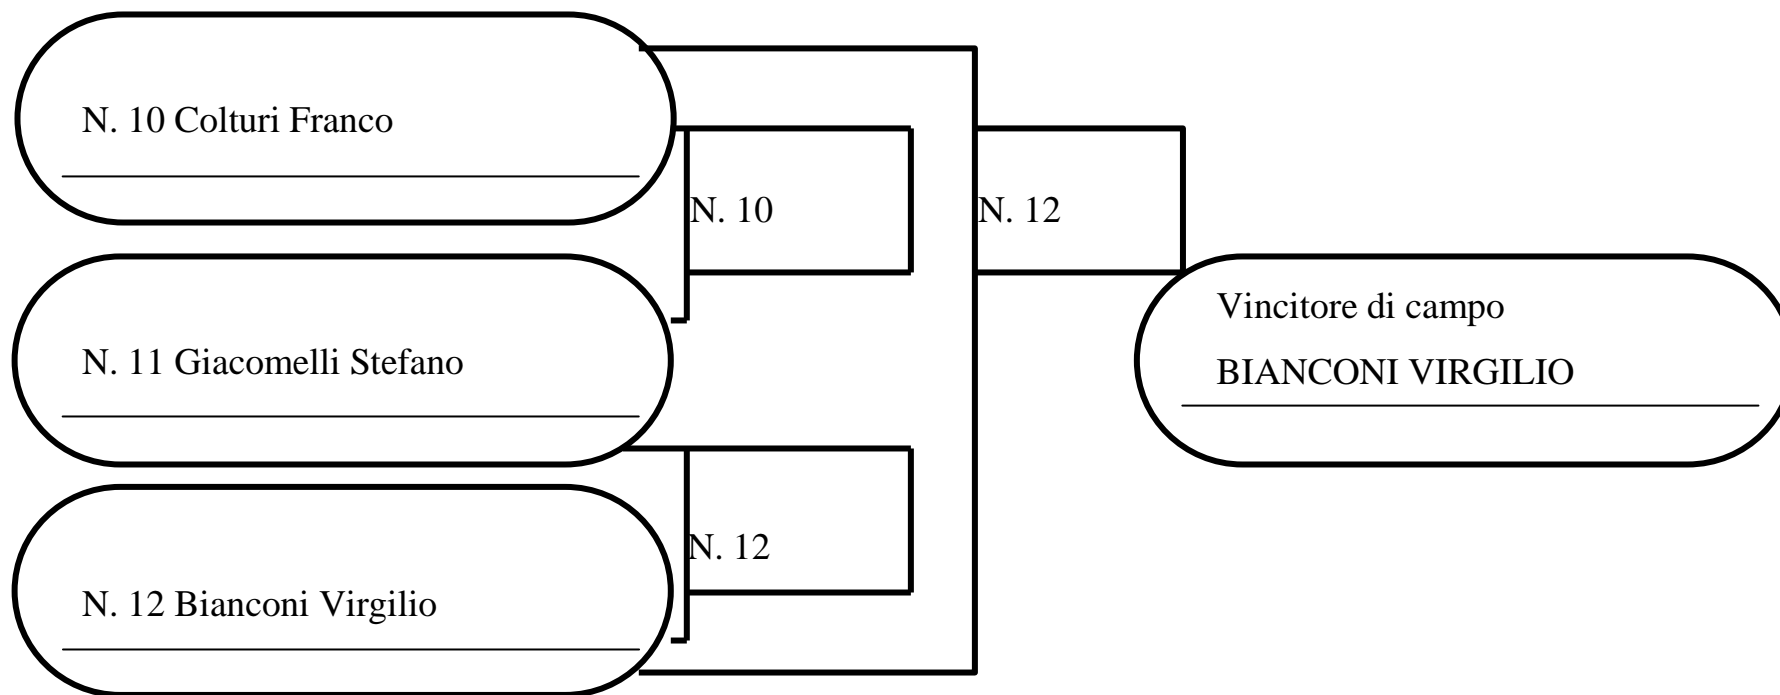 N. 10 Colturi Franco
N. 10
N. 12
N. 11 Giacomelli Stefano
Vincitore di campo
BIANCONI VIRGILIO
N. 12
N. 12 Bianconi Virgilio